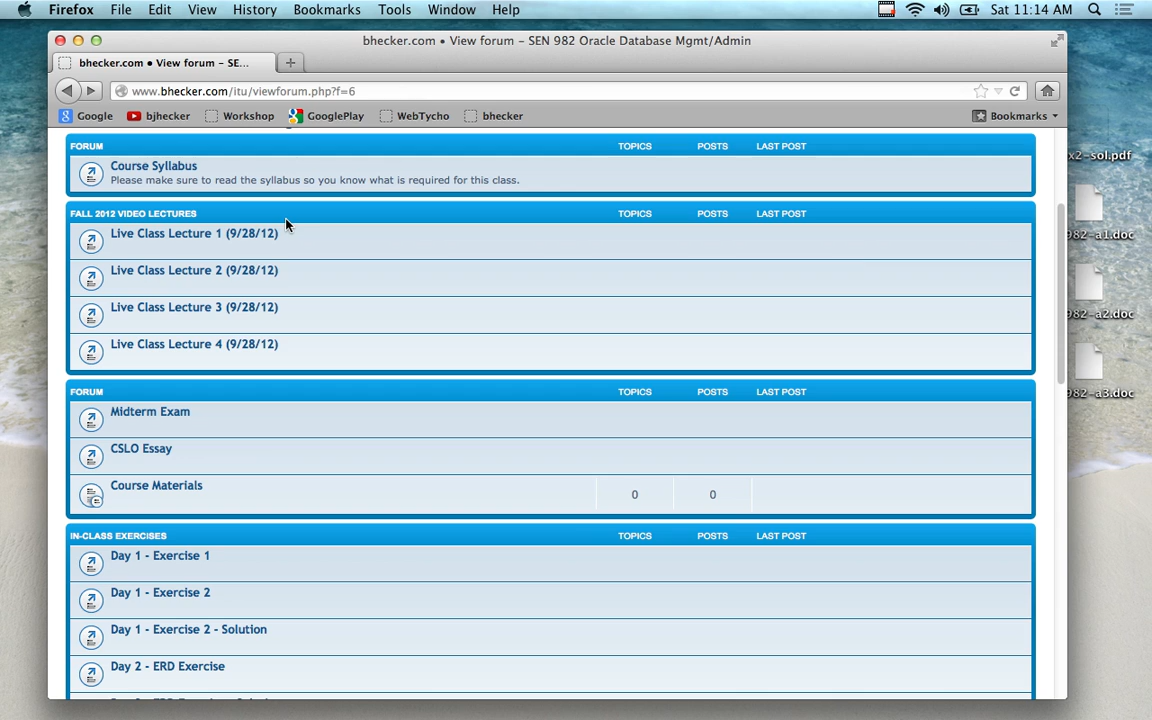 Firefox File Edit View History Bookmarks Tools Window Help Sat 11:14 AM
bhecker.com • View forum – SEN 982 Oracle Database Mgmt/Admin
bhecker.com • View forum – SE...
www.bhecker.com/itu/viewforum.php?f=6
Google bjhecker Workshop GooglePlay WebTycho bhecker Bookmarks
FORUM TOPICS POSTS LAST POST
Course Syllabus
Please make sure to read the syllabus so you know what is required for this class.
FALL 2012 VIDEO LECTURES TOPICS POSTS LAST POST
Live Class Lecture 1 (9/28/12)
Live Class Lecture 2 (9/28/12)
Live Class Lecture 3 (9/28/12)
Live Class Lecture 4 (9/28/12)
FORUM TOPICS POSTS LAST POST
Midterm Exam
CSLO Essay
Course Materials 0 0
IN-CLASS EXERCISES TOPICS POSTS LAST POST
Day 1 - Exercise 1
Day 1 - Exercise 2
Day 1 - Exercise 2 - Solution
Day 2 - ERD Exercise
x2-sol.pdf
982-a1.doc
982-a2.doc
982-a3.doc